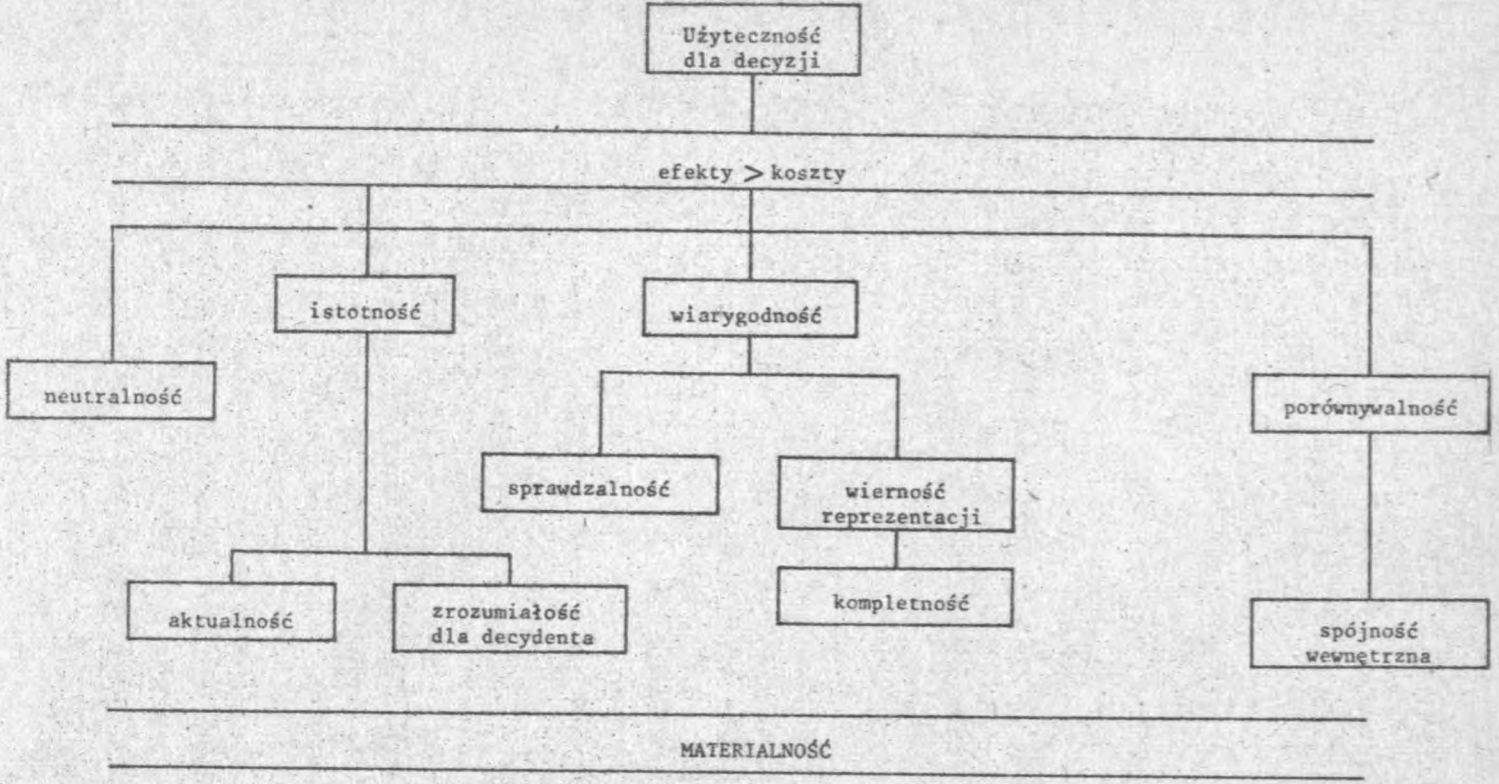 Użyteczność
dla decyzji
efekty > koszty
istotność
wiarygodność
neutralność
porównywalność
sprawdzalność
wierność
reprezentacji
aktualność
zrozumiałość
dla decydenta
kompletność
spójność
wewnętrzna
MATERIALNOŚĆ